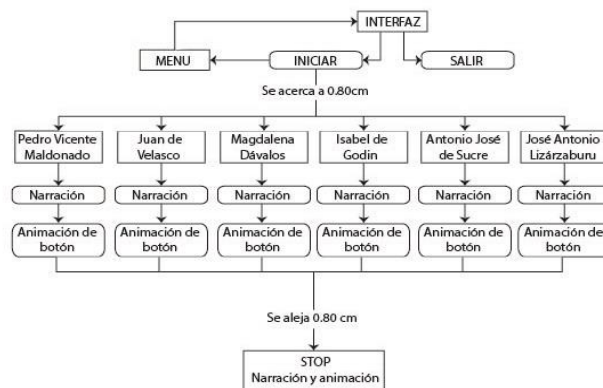 INTERFAZ
MENU
INICIAR
SALIR
Se acerca a 0.80cm
Pedro Vicente
Maldonado
Juan de
Velasco
Magdalena
Dávalos
Isabel de
Godin
Antonio José
de Sucre
José Antonio
Lizárzaburu
Narración
Narración
Narración
Narración
Narración
Narración
Animación de
botón
Animación de
botón
Animación de
botón
Animación de
botón
Animación de
botón
Animación de
botón
Se aleja 0.80 cm
STOP
Narración y animación